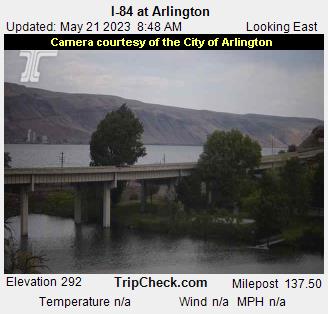 I-84 at Arlington
Updated: May 21 2023 8:48 AM Looking East
Camera courtesy of the City of Arlington
Elevation 292 TripCheck.com Milepost 137.50
Temperature n/a Wind n/a MPH n/a